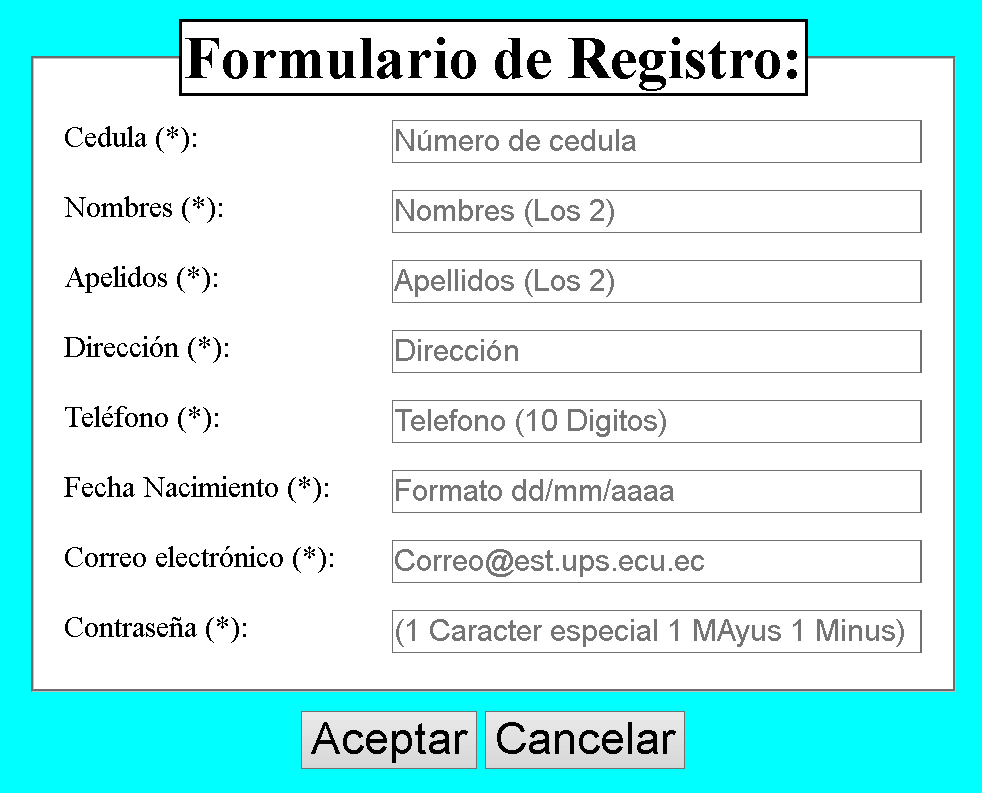 Formulario de Registro:
Cedula (*): Número de cedula
Nombres (*): Nombres (Los 2)
Apelidos (*): Apellidos (Los 2)
Dirección (*): Dirección
Teléfono (*): Telefono (10 Digitos)
Fecha Nacimiento (*): Formato dd/mm/aaaa
Correo electrónico (*): Correo@est.ups.ecu.ec
Contraseña (*): (1 Caracter especial 1 MAyus 1 Minus)
Aceptar Cancelar